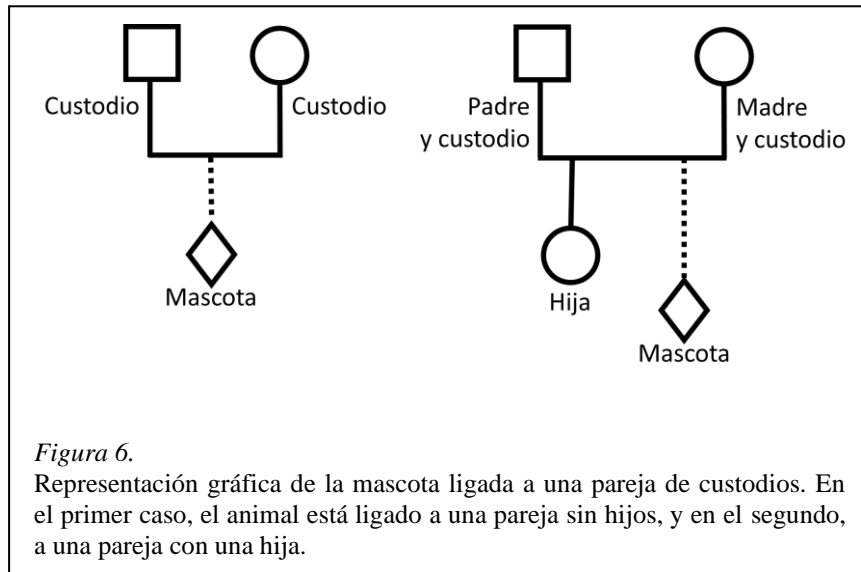 Custodio
Custodio
Mascota
Padre
y custodio
Madre
y custodio
Hija
Mascota
Figura 6.
Representación gráfica de la mascota ligada a una pareja de custodios. En
el primer caso, el animal está ligado a una pareja sin hijos, y en el segundo,
a una pareja con una hija.